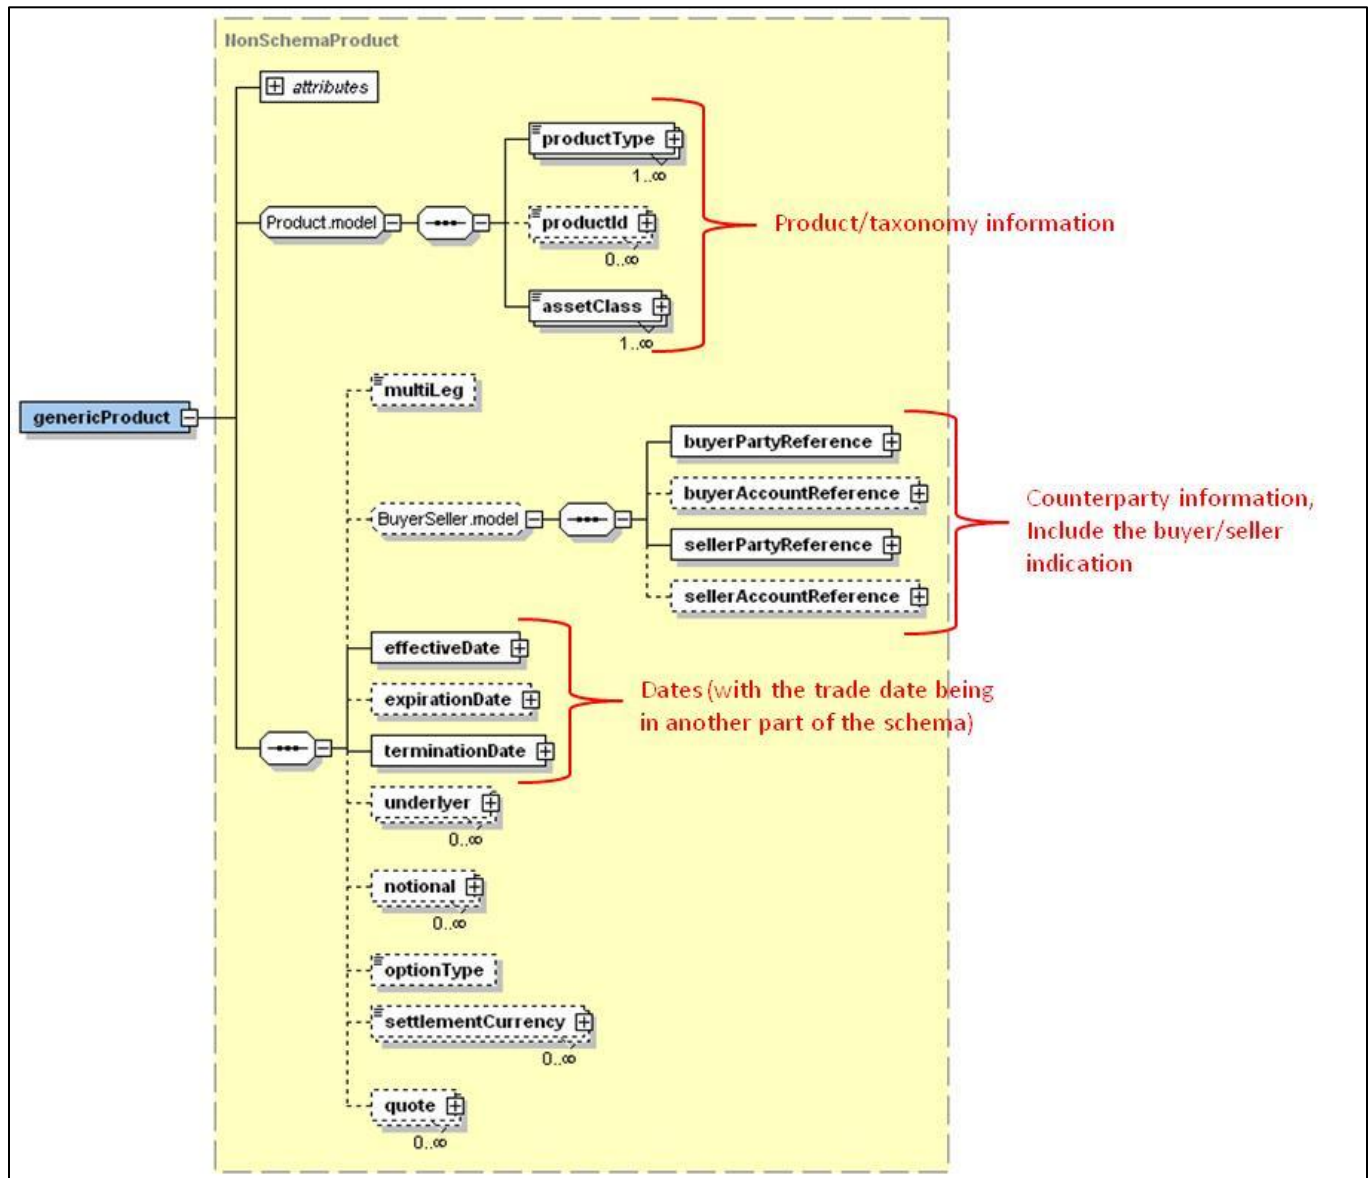 NonSchemaProduct
attributes
productType
1..∞
Product.model
productId
0..∞
Product/taxonomy information
assetClass
1..∞
multiLeg
genericProduct
buyerPartyReference
buyerAccountReference
BuyerSeller.model
sellerPartyReference
sellerAccountReference
Counterparty information,
Include the buyer/seller
indication
effectiveDate
expirationDate
terminationDate
Dates (with the trade date being
in another part of the schema)
underlyer
0..∞
notional
0..∞
optionType
settlementCurrency
0..∞
quote
0..∞